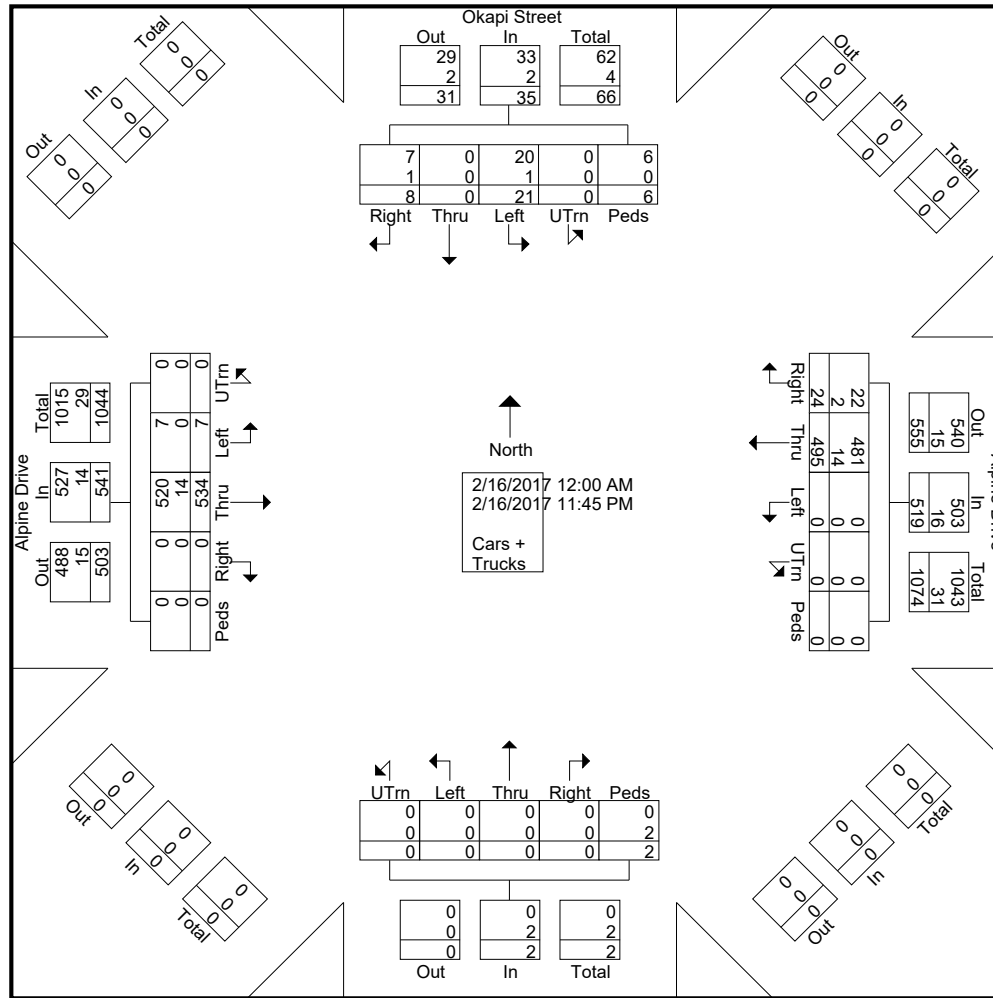 Okapi Street
Out In Total
29 33 62
2 2 4
31 35 66
7 0 20 0 6
1 0 1 0 0
8 0 21 0 6
Right Thru Left UTrn Peds
Total
0
0
0
In
0
0
0
Out
0
0
0
Out
0
0
0
In
0
0
0
Total
0
0
0
Alpine Drive
Total In Out
1015 527 488
29 14 15
1044 541 503
0 7 520 0 0
0 0 14 0 0
0 7 534 0 0
UTrn Left Thru Right Peds
North
2/16/2017 12:00 AM
2/16/2017 11:45 PM
Cars +
Trucks
Right Thru Left UTrn Peds
22 481 0 0 0
2 14 0 0 0
24 495 0 0 0
Out In Total
540 503 1043
15 16 31
555 519 1074
UTrn Left Thru Right Peds
0 0 0 0 0
0 0 0 0 2
0 0 0 0 2
0 0 0
0 2 2
0 2 2
Out In Total
0
0
0
Out
0
0
0
In
0
0
0
Total
0
0
0
Total
0
0
0
In
0
0
0
Out